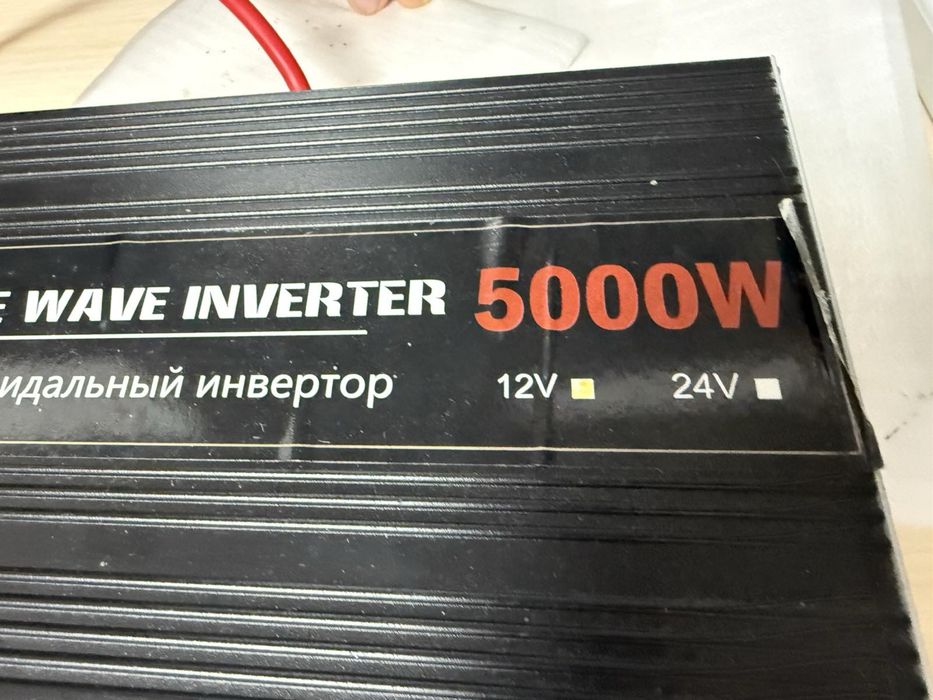 E WAVE INVERTER 5000W
идальный инвертор 12V 24V